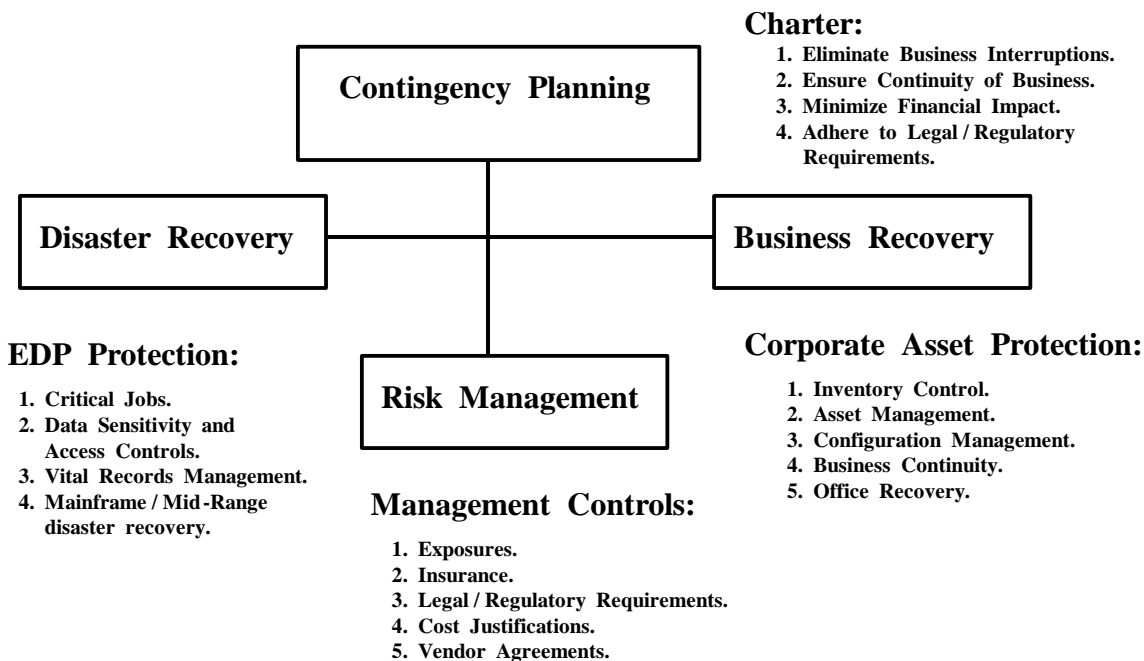 Charter:
1. Eliminate Business Interruptions.
2. Ensure Continuity of Business.
3. Minimize Financial Impact.
4. Adhere to Legal / Regulatory
Requirements.
Contingency Planning
Disaster Recovery
Business Recovery
EDP Protection:
1. Critical Jobs.
2. Data Sensitivity and
Access Controls.
3. Vital Records Management.
4. Mainframe / Mid-Range
disaster recovery.
Risk Management
Corporate Asset Protection:
1. Inventory Control.
2. Asset Management.
3. Configuration Management.
4. Business Continuity.
5. Office Recovery.
Management Controls:
1. Exposures.
2. Insurance.
3. Legal / Regulatory Requirements.
4. Cost Justifications.
5. Vendor Agreements.